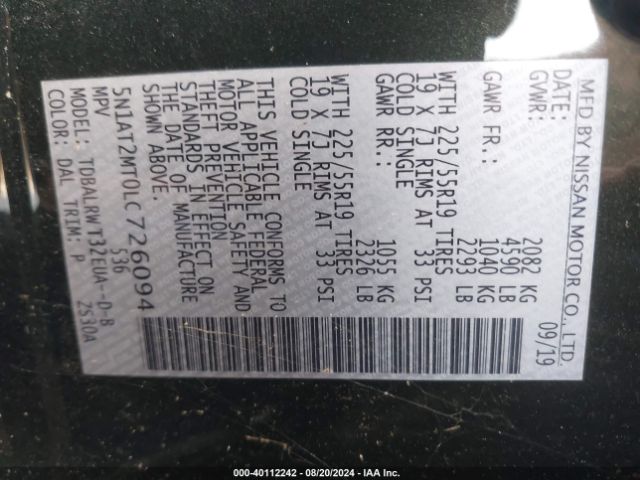 MFD BY NISSAN MOTOR CO., LTD.
DATE: 09/19
GVWR: 2082 KG
4590 LB
GAWR FR.: 1040 KG
2293 LB
WITH 225/55R19 TIRES
19 X 7J RIMS AT 33 PSI
COLD SINGLE
GAWR RR.: 1055 KG
2326 LB
WITH 225/55R19 TIRES
19 X 7J RIMS AT 33 PSI
COLD SINGLE
THIS VEHICLE CONFORMS TO
ALL APPLICABLE FEDERAL
MOTOR VEHICLE SAFETY AND
THEFT PREVENTION
STANDARDS IN EFFECT ON
THE DATE OF MANUFACTURE
SHOWN ABOVE.
5N1AT2MT0LC726094
MPV 536
MODEL: TDBALRWT32EUA--D-B
COLOR: DAL TRIM: P 2S30A
000-40112242 - 08/20/2024 - IAA Inc.